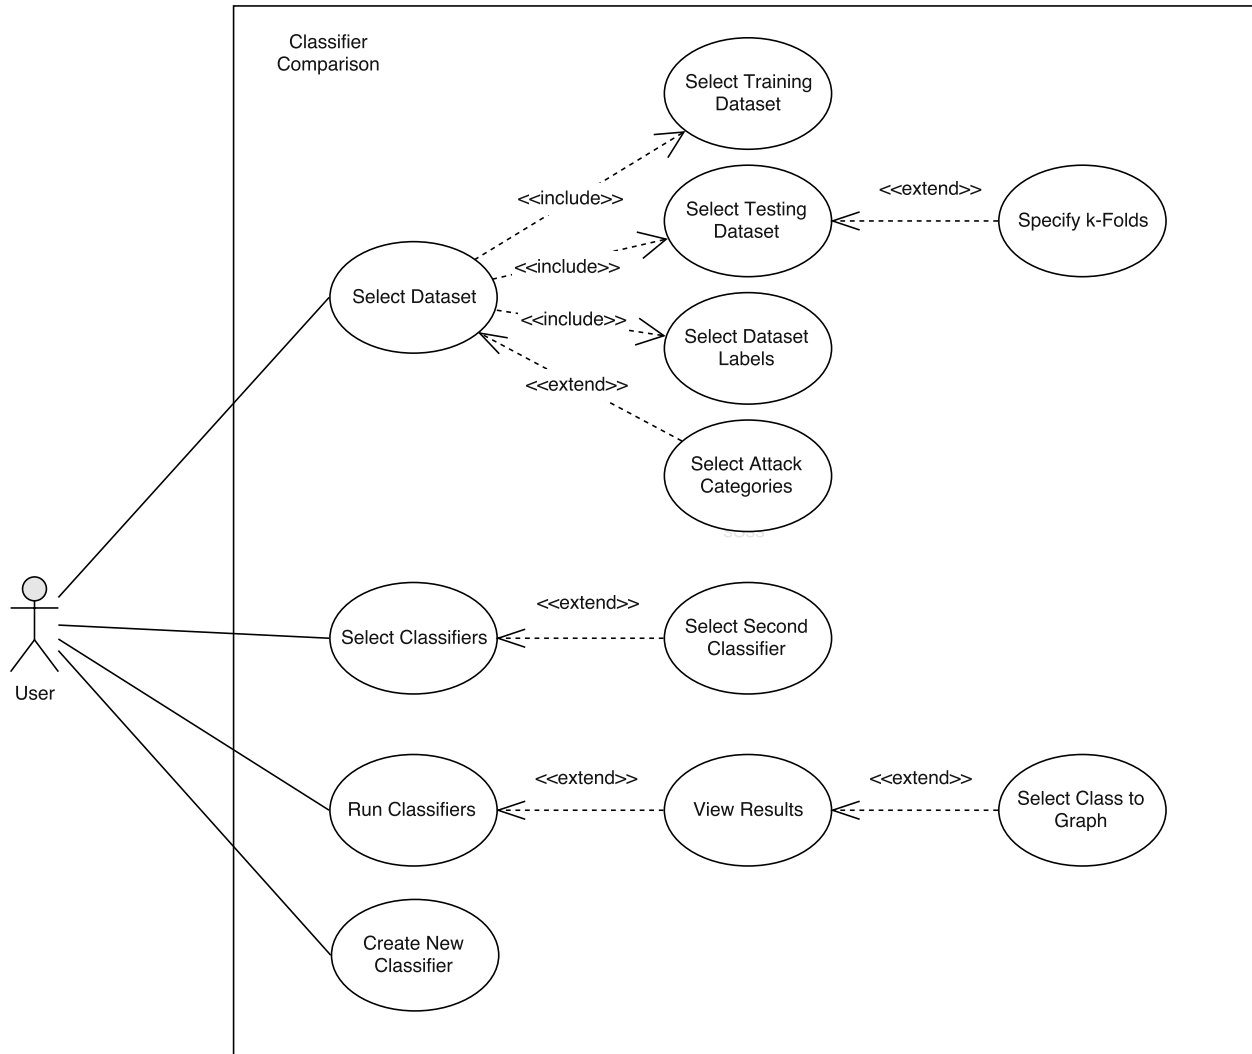 Classifier
Comparison
Select Training
Dataset
<<include>>
<<extend>>
Select Testing
Dataset
Specify k-Folds
<<include>>
Select Dataset
<<include>>
Select Dataset
Labels
<<extend>>
Select Attack
Categories
<<extend>>
Select Classifiers
Select Second
Classifier
User
<<extend>>
<<extend>>
Run Classifiers
View Results
Select Class to
Graph
Create New
Classifier